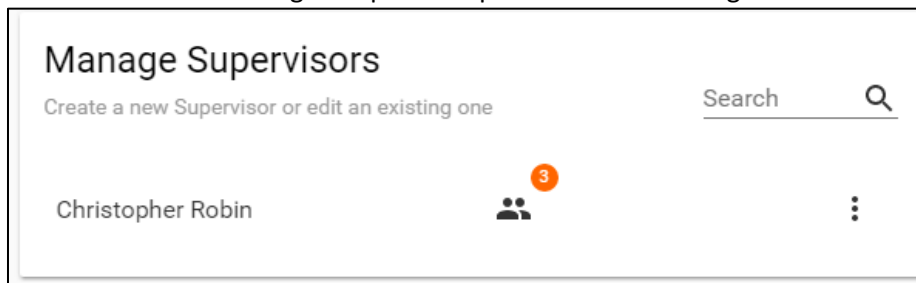 Manage Supervisors
Create a new Supervisor or edit an existing one
Search
3
Christopher Robin